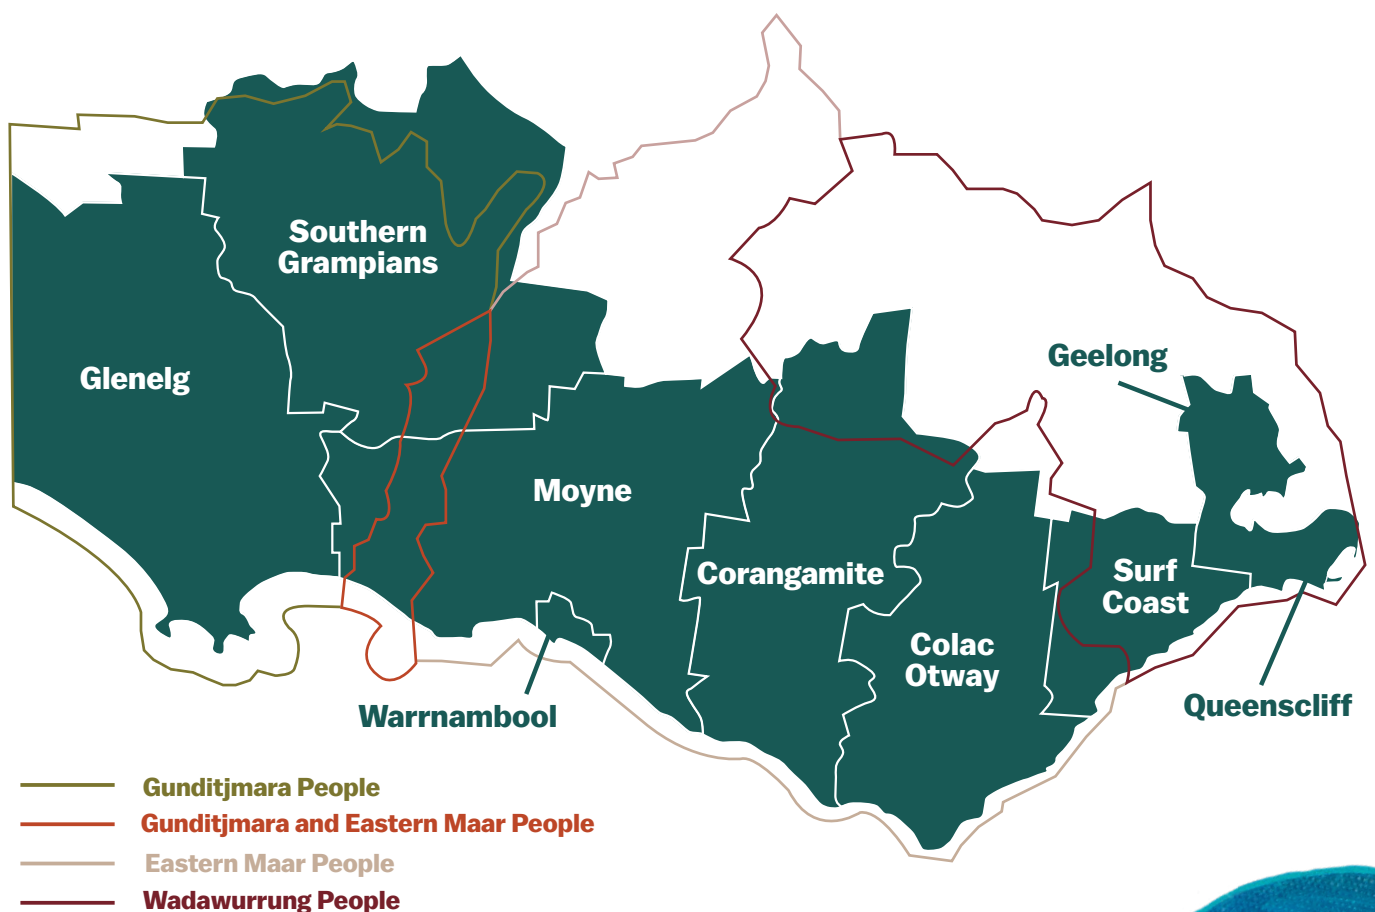 Southern
Grampians
Glenelg
Geelong
Moyne
Corangamite
Surf
Coast
Colac
Otway
Warrnambool
Queenscliff
Gunditjmara People
Gunditjmara and Eastern Maar People
Eastern Maar People
Wadawurrung People